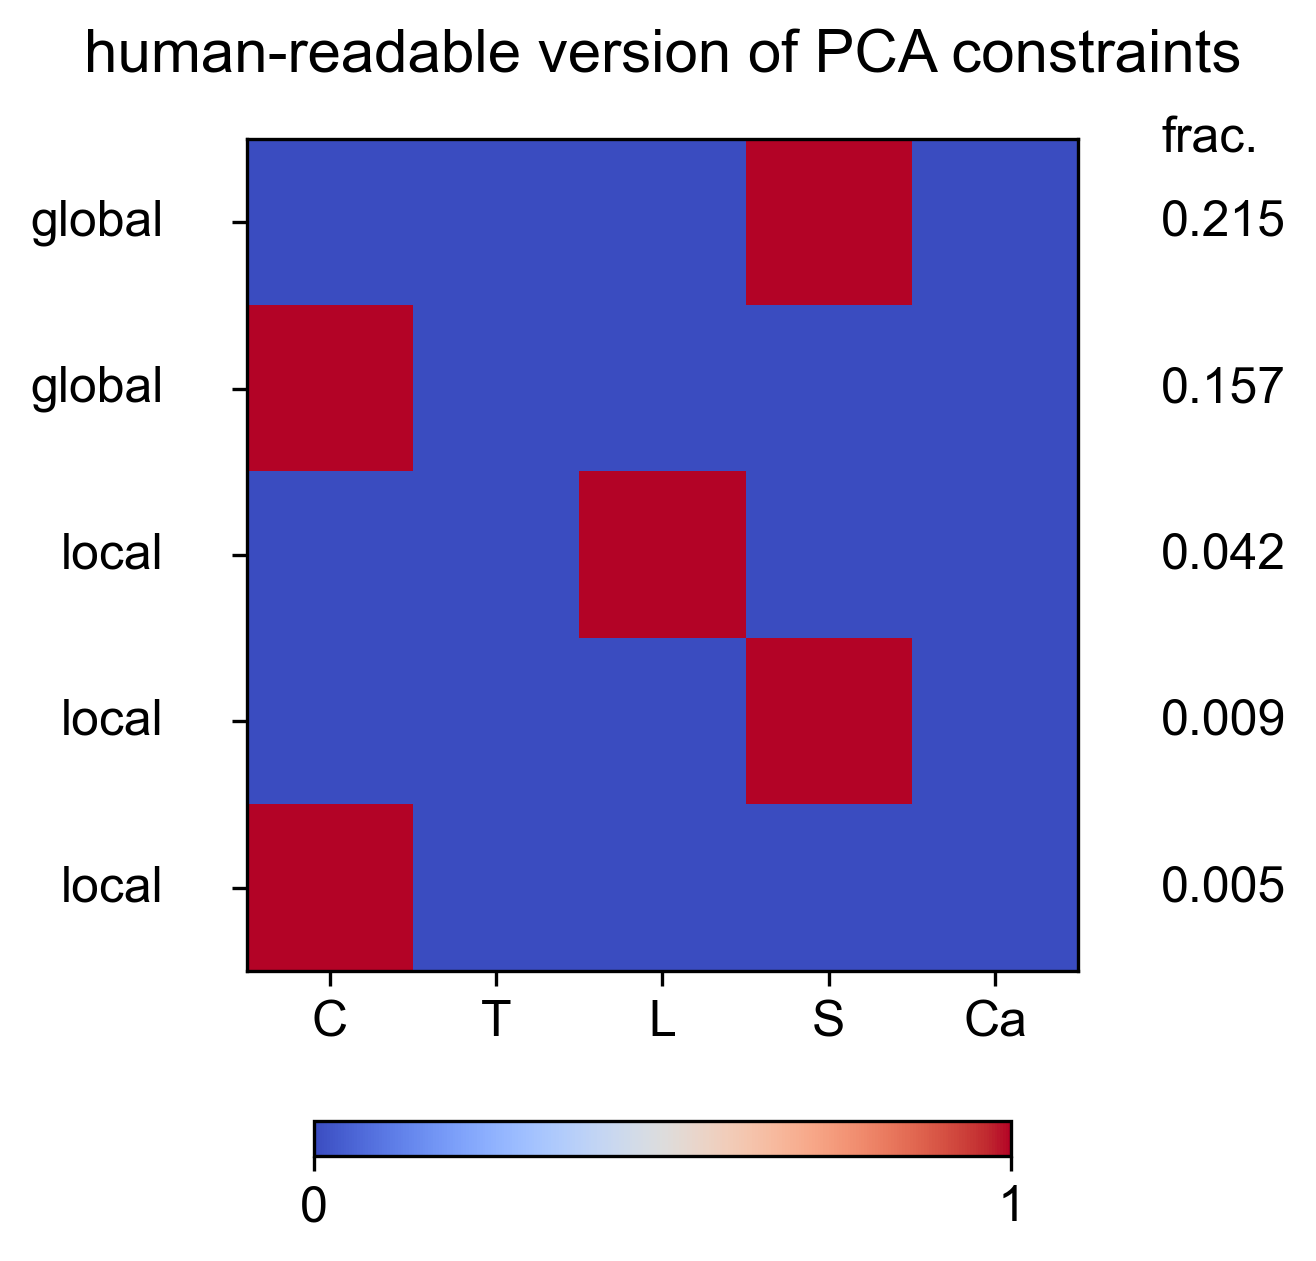 human-readable version of PCA constraints
frac.
global 0.215
global 0.157
local 0.042
local 0.009
local 0.005
C T L S Ca
0 1